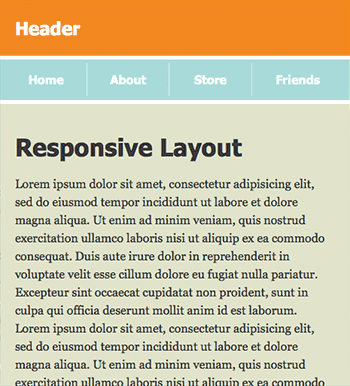 Header
Home About Store Friends
Responsive Layout
Lorem ipsum dolor sit amet, consectetur adipisicing elit,
sed do eiusmod tempor incididunt ut labore et dolore
magna aliqua. Ut enim ad minim veniam, quis nostrud
exercitation ullamco laboris nisi ut aliquip ex ea commodo
consequat. Duis aute irure dolor in reprehenderit in
voluptate velit esse cillum dolore eu fugiat nulla pariatur.
Excepteur sint occaecat cupidatat non proident, sunt in
culpa qui officia deserunt mollit anim id est laborum.
Lorem ipsum dolor sit amet, consectetur adipisicing elit,
sed do eiusmod tempor incididunt ut labore et dolore
magna aliqua. Ut enim ad minim veniam, quis nostrud
exercitation ullamco laboris nisi ut aliquip ex ea commodo